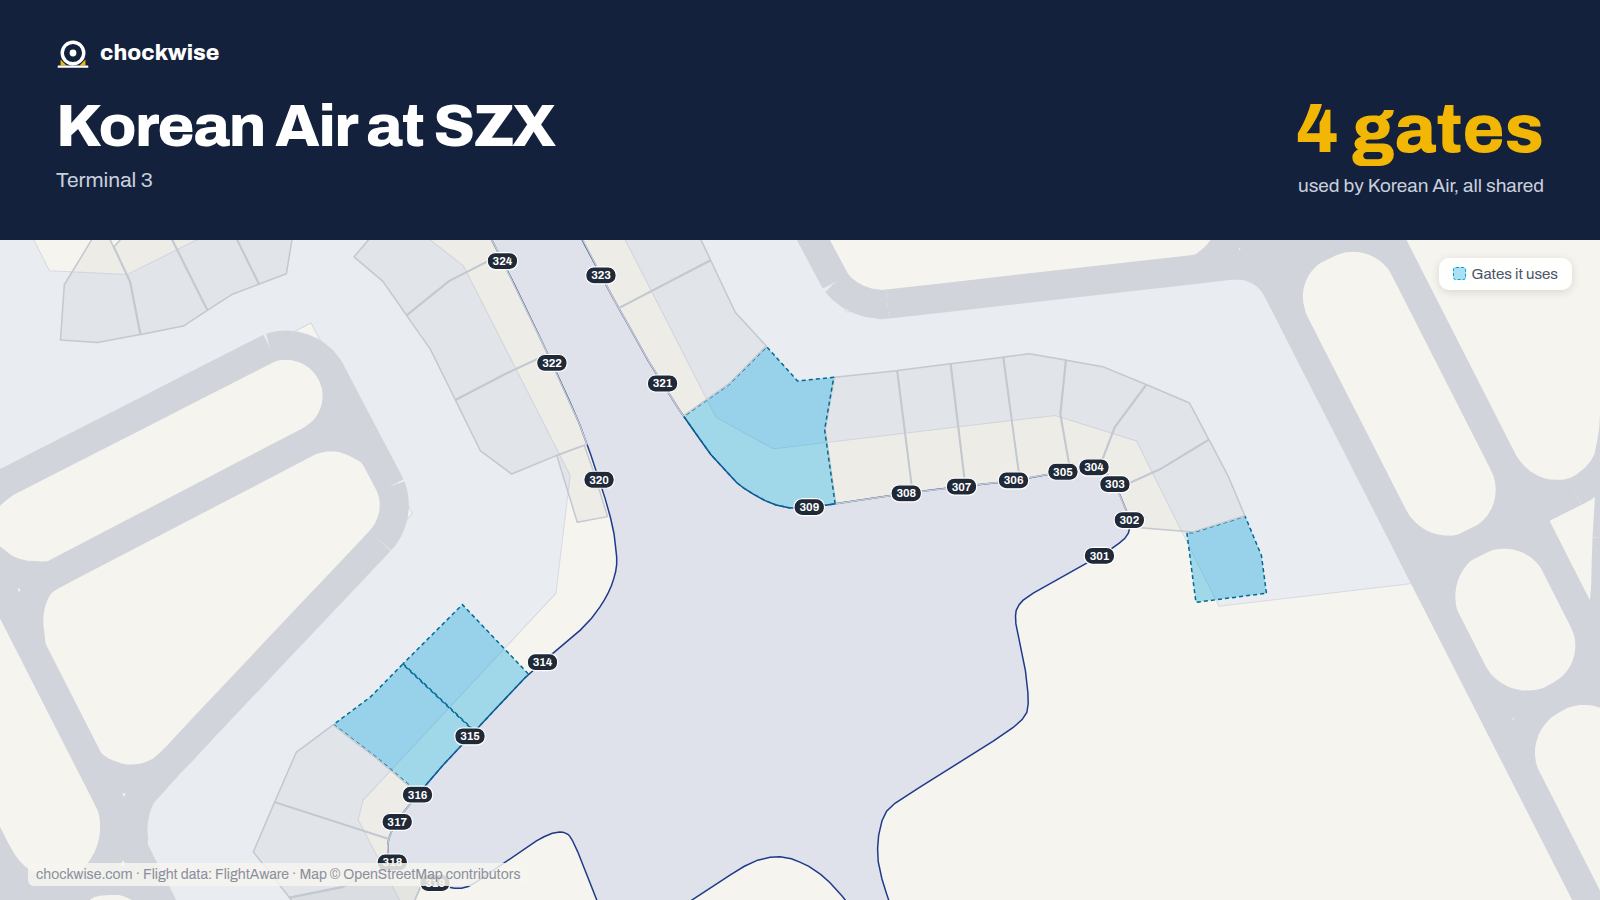 chockwise
Korean Air at SZX
Terminal 3
4 gates
used by Korean Air, all shared
Gates it uses
324
323
322
321
320
309
308
307
306
305
304
303
302
301
314
315
316
317
318
chockwise.com · Flight data: FlightAware · Map © OpenStreetMap contributors